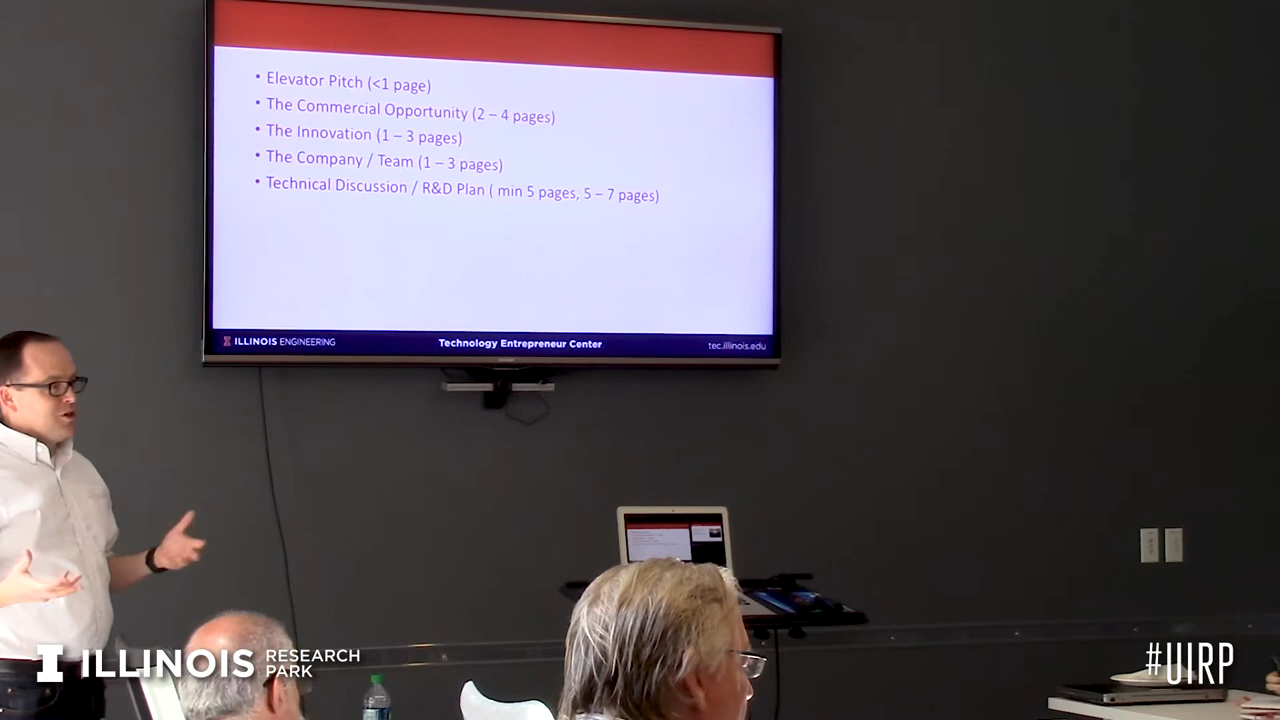 • Elevator Pitch (<1 page)
• The Commercial Opportunity (2 – 4 pages)
• The Innovation (1 – 3 pages)
• The Company / Team (1 – 3 pages)
• Technical Discussion / R&D Plan ( min 5 pages, 5 – 7 pages)
I ILLINOIS ENGINEERING
Technology Entrepreneur Center
tec.illinois.edu
I ILLINOIS RESEARCH PARK
#UIRP